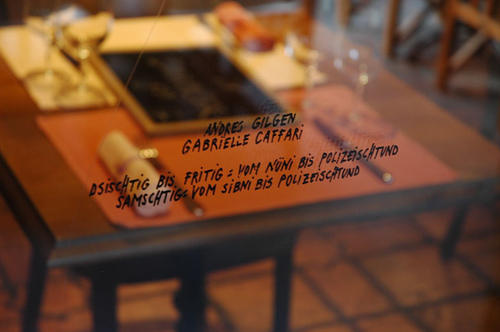 ANDRES GILGEN
GABRIELLE CAFFARI
DSISCHTIG BIS FRITIG = VOM NÜNI BIS POLIZEISCHTUND
SAMSCHTIG = VOM SIBNI BIS POLIZEISCHTUND